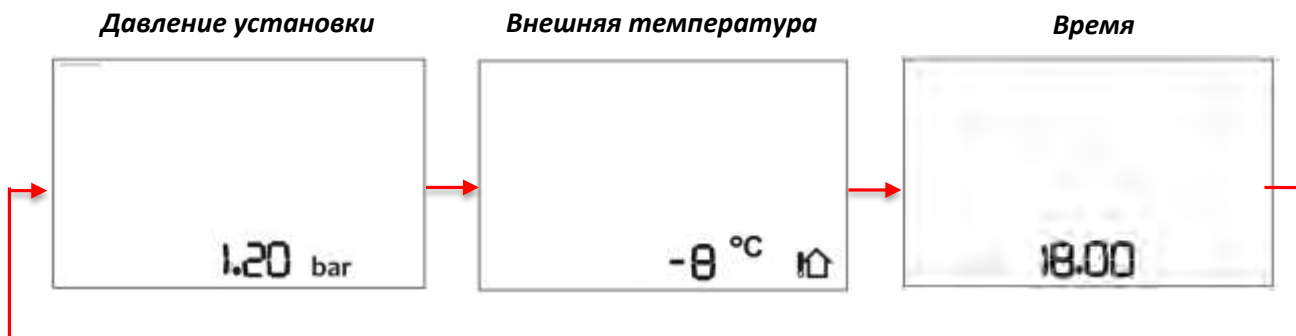 Давление установки
Внешняя температура
Время
1.20 bar
-8 °C
18.00